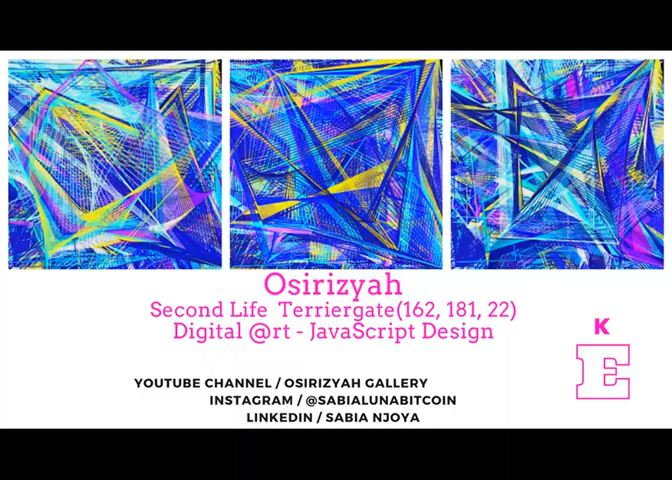 Osirizyah
Second Life Terriergate(162, 181, 22)
Digital @rt - JavaScript Design
K
E
YOUTUBE CHANNEL / OSIRIZYAH GALLERY
INSTAGRAM / @SABIALUNABITCOIN
LINKEDIN / SABIA NJOYA